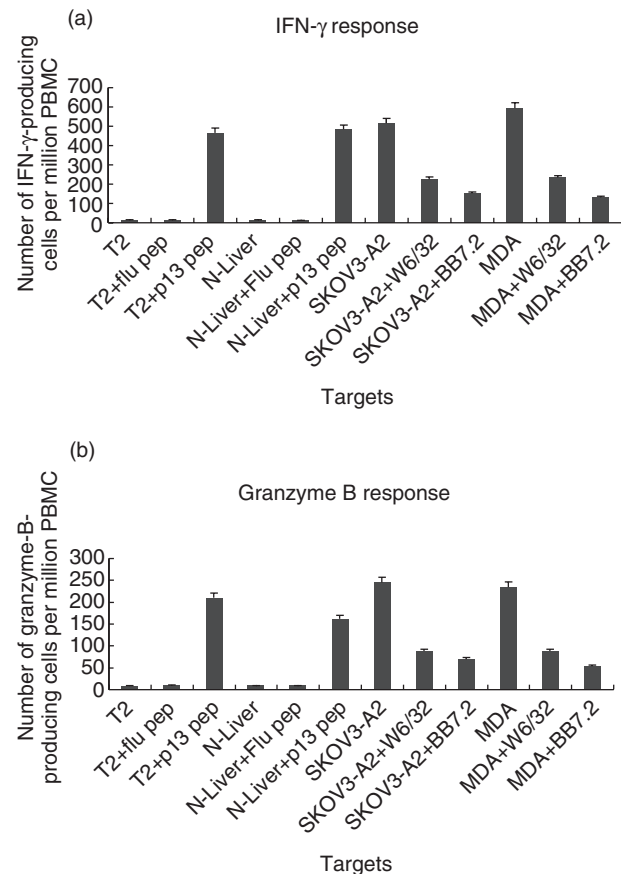 (a)
IFN-γ response
Number of IFN-γ-producing
cells per million PBMC
700
600
500
400
300
200
100
0
T2
T2+flu pep
T2+p13 pep
N-Liver
N-Liver+Flu pep
N-Liver+p13 pep
SKOV3-A2
SKOV3-A2+W6/32
SKOV3-A2+BB7.2
MDA
MDA+W6/32
MDA+BB7.2
Targets
(b)
Granzyme B response
Number of granzyme-B-
producing cells per million PBMC
300
250
200
150
100
50
0
T2
T2+flu pep
T2+p13 pep
N-Liver
N-Liver+Flu pep
N-Liver+p13 pep
SKOV3-A2
SKOV3-A2+W6/32
SKOV3-A2+BB7.2
MDA
MDA+W6/32
MDA+BB7.2
Targets